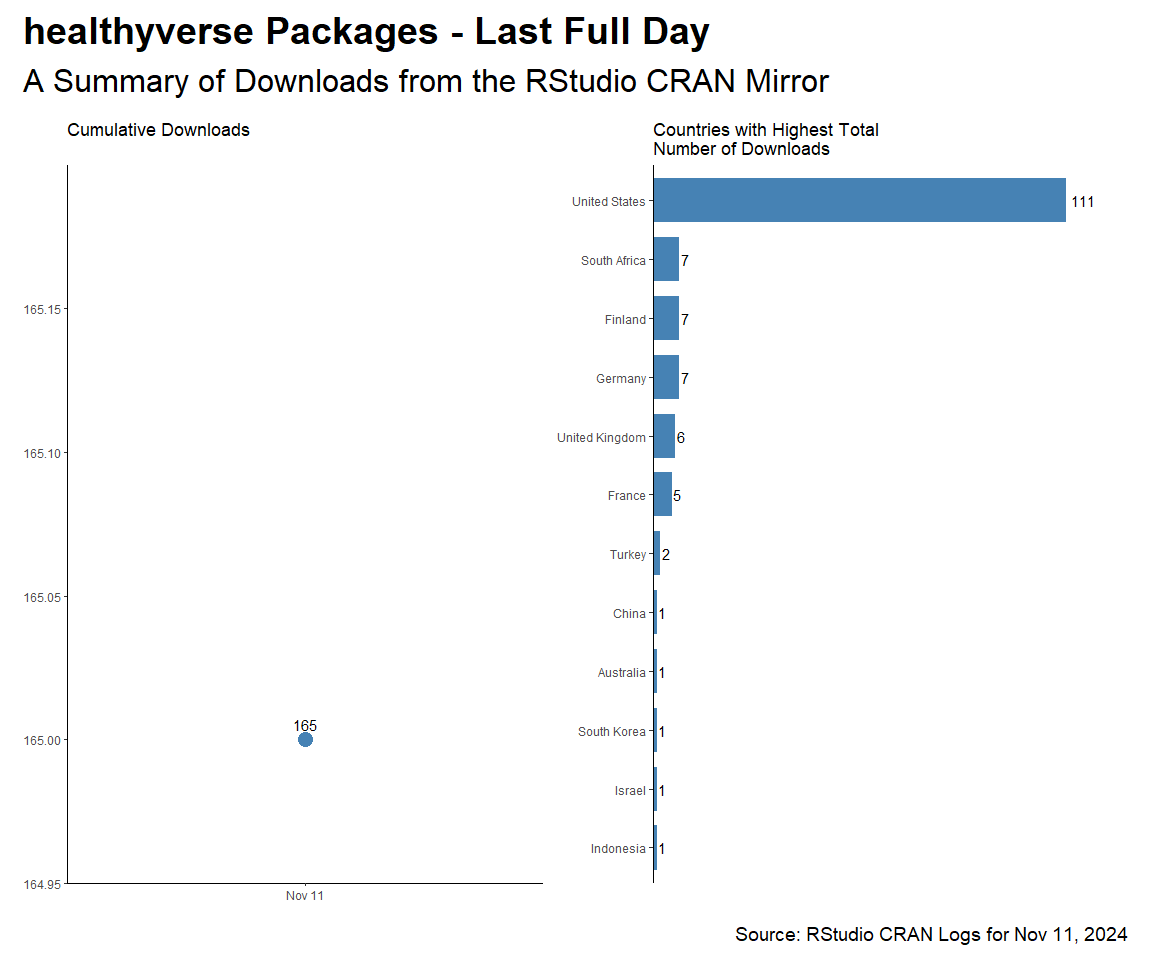 healthyverse Packages - Last Full Day
A Summary of Downloads from the RStudio CRAN Mirror
Cumulative Downloads
165.15
165.10
165.05
165.00
164.95
165
Nov 11
Countries with Highest Total
Number of Downloads
United States 111
South Africa 7
Finland 7
Germany 7
United Kingdom 6
France 5
Turkey 2
China 1
Australia 1
South Korea 1
Israel 1
Indonesia 1
Source: RStudio CRAN Logs for Nov 11, 2024